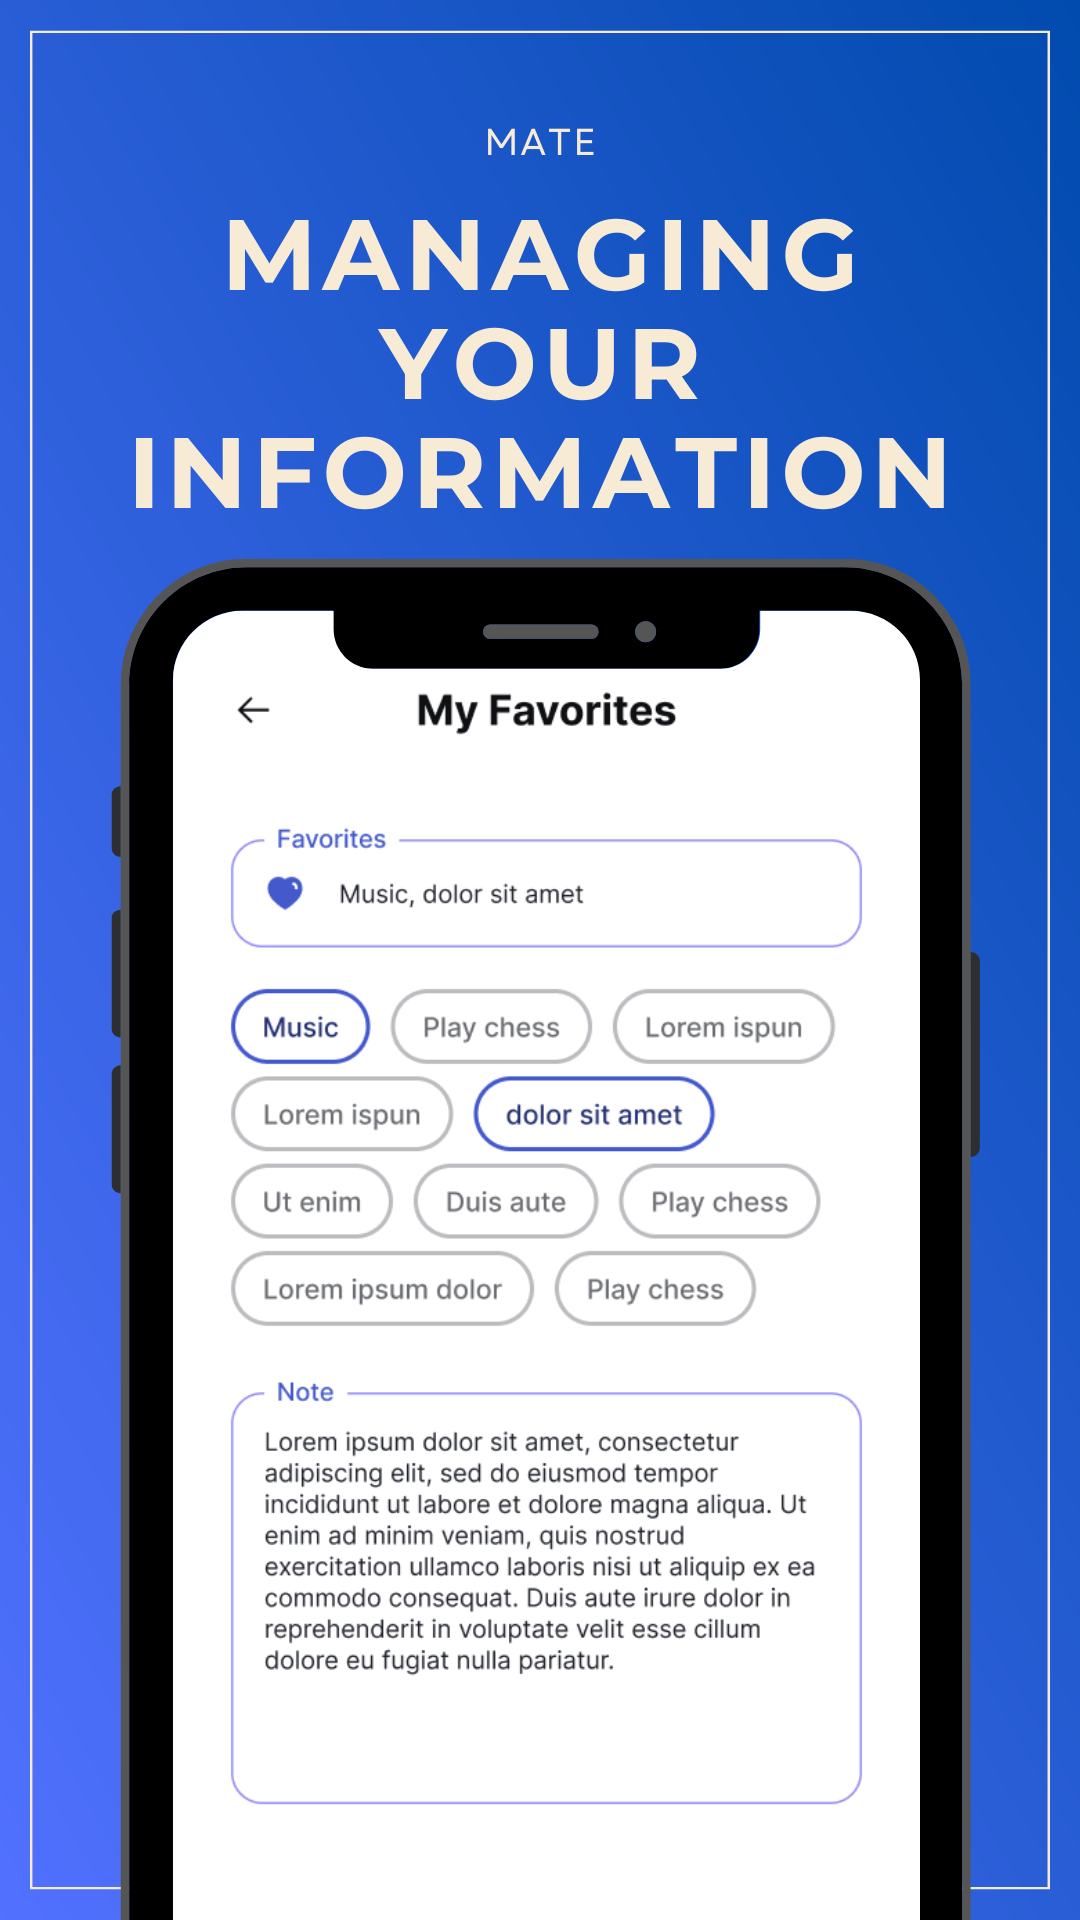 MATE
MANAGING
YOUR
INFORMATION
My Favorites
Favorites
Music, dolor sit amet
Music Play chess Lorem ispun
Lorem ispun dolor sit amet
Ut enim Duis aute Play chess
Lorem ipsum dolor Play chess
Note
Lorem ipsum dolor sit amet, consectetur
adipiscing elit, sed do eiusmod tempor
incididunt ut labore et dolore magna aliqua. Ut
enim ad minim veniam, quis nostrud
exercitation ullamco laboris nisi ut aliquip ex ea
commodo consequat. Duis aute irure dolor in
reprehenderit in voluptate velit esse cillum
dolore eu fugiat nulla pariatur.